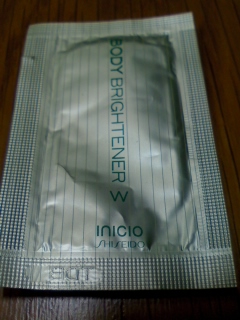 BODY BRIGHTENER W
INICIO
SHISEIDO